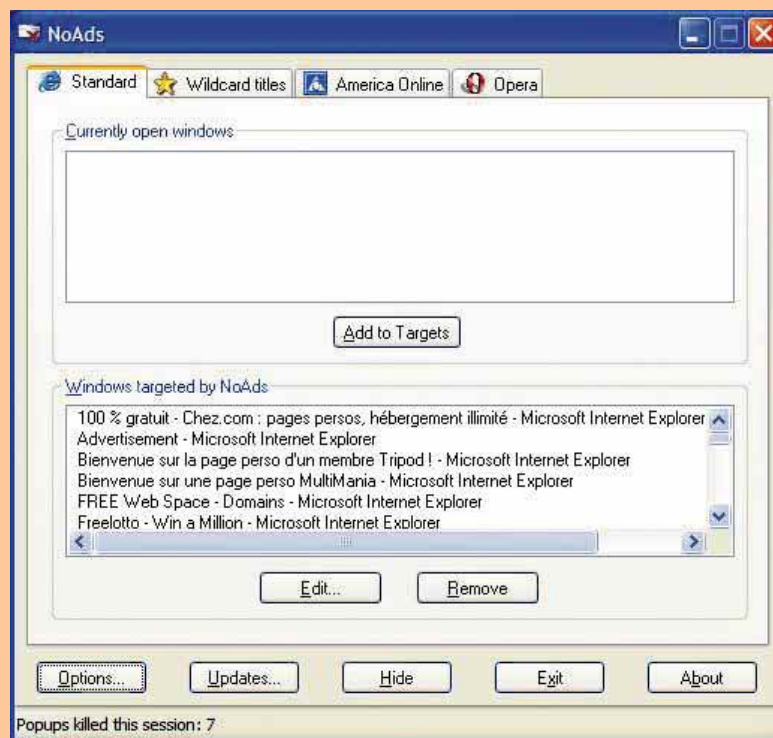 NoAds
Standard
Wildcard titles
America Online
Opera
Currently open windows
Add to Targets
Windows targeted by NoAds
100 % gratuit - Chez.com : pages persos, hébergement illimité - Microsoft Internet Explorer
Advertisement - Microsoft Internet Explorer
Bienvenue sur la page perso d'un membre Tripod ! - Microsoft Internet Explorer
Bienvenue sur une page perso MultiMania - Microsoft Internet Explorer
FREE Web Space - Domains - Microsoft Internet Explorer
Freelotto - Win a Million - Microsoft Internet Explorer
Edit...
Remove
Options...
Updates...
Hide
Exit
About
Popups killed this session: 7